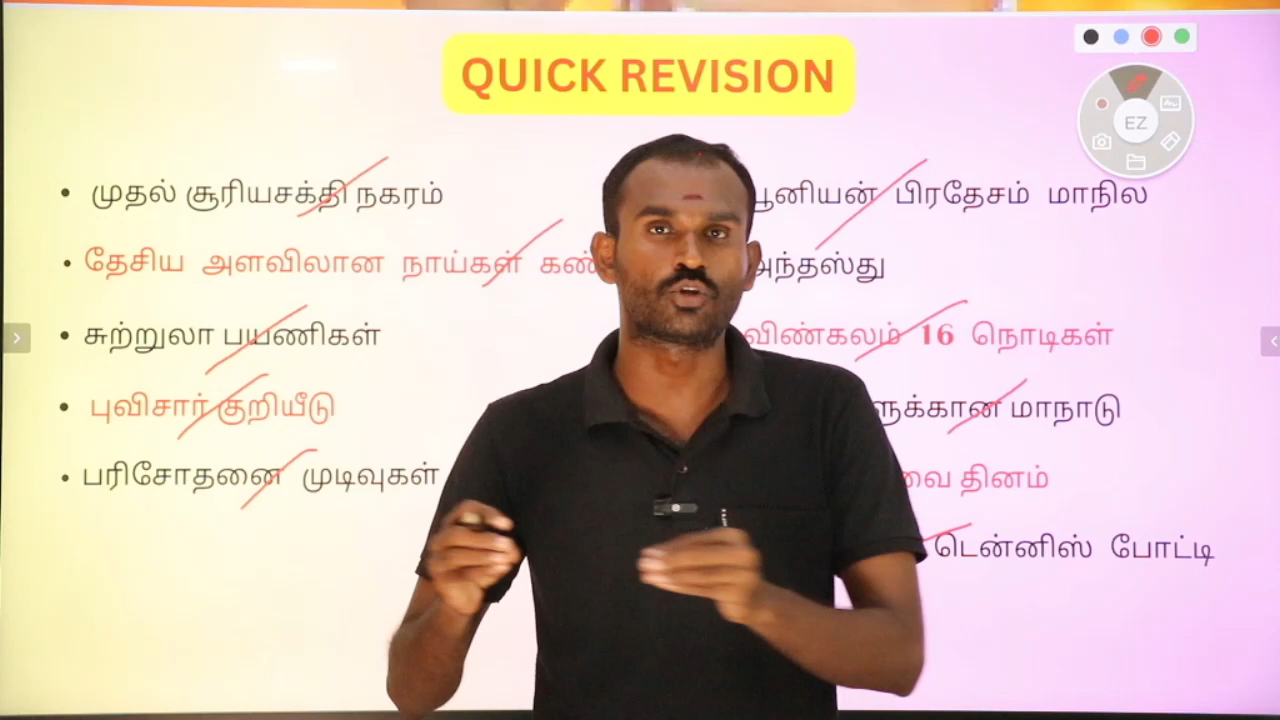 QUICK REVISION
EZ
• முதல் சூரியசக்தி நகரம்
• தேசிய அளவிலான நாய்கள்
• சுற்றுலா பயணிகள்
• புவிசார் குறியீடு
• பரிசோதனை முடிவுகள்
பிரதேசம் மாநில
அந்தஸ்து
விண்கலம் 16 நொடிகள்
மாநாடு
தினம்
டென்னிஸ் போட்டி